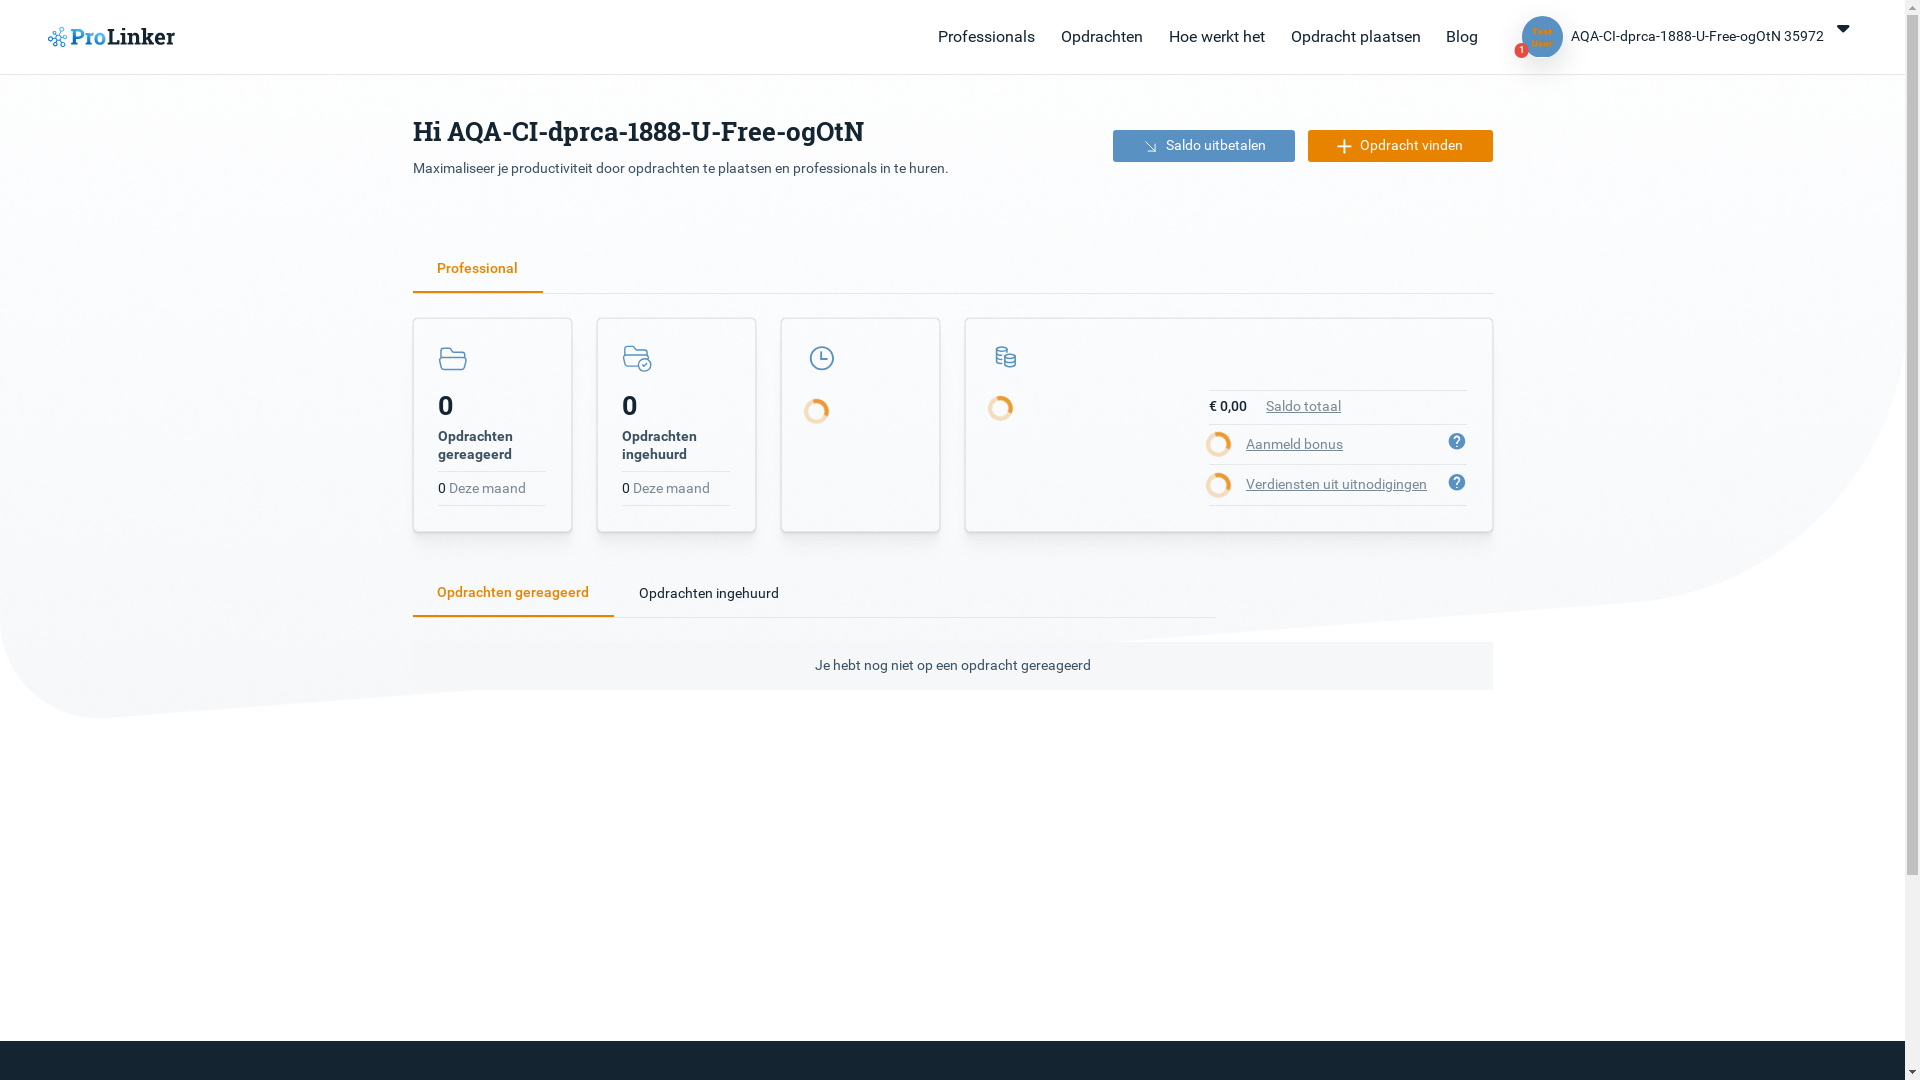 ProLinker
Professionals
Opdrachten
Hoe werkt het
Opdracht plaatsen
Blog
1
AQA-CI-dprca-1888-U-Free-ogOtN 35972
Hi AQA-CI-dprca-1888-U-Free-ogOtN
Maximaliseer je productiviteit door opdrachten te plaatsen en professionals in te huren.
Saldo uitbetalen
Opdracht vinden
Professional
0
Opdrachten
gereageerd
0 Deze maand
0
Opdrachten
ingehuurd
0 Deze maand
€ 0,00 Saldo totaal
Aanmeld bonus
?
Verdiensten uit uitnodigingen
?
Opdrachten gereageerd
Opdrachten ingehuurd
Je hebt nog niet op een opdracht gereageerd